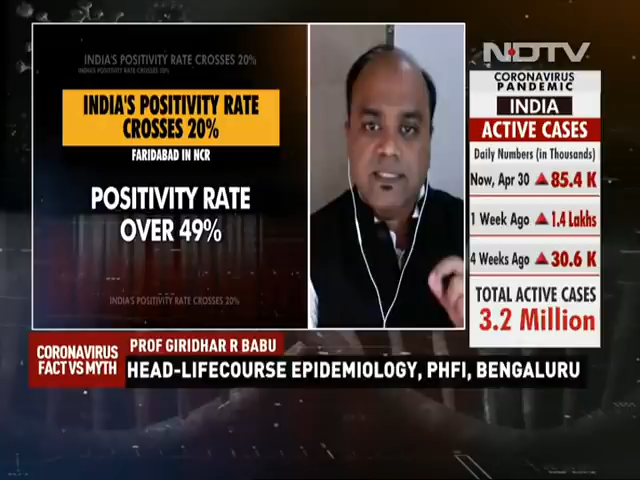 INDIA'S POSITIVITY RATE CROSSES 20%
INDIA'S POSITIVITY RATE CROSSES 20%
INDIA'S POSITIVITY RATE
CROSSES 20%
FARIDABAD IN NCR
POSITIVITY RATE
OVER 49%
INDIA'S POSITIVITY RATE CROSSES 20%
NDTV
CORONAVIRUS
PANDEMIC
INDIA
ACTIVE CASES
Daily Numbers (in Thousands)
Now, Apr 30 ▲85.4 K
1 Week Ago ▲1.4 Lakhs
4 Weeks Ago ▲30.6 K
TOTAL ACTIVE CASES
3.2 Million
CORONAVIRUS
FACT VS MYTH
PROF GIRIDHAR R BABU
HEAD-LIFECOURSE EPIDEMIOLOGY, PHFI, BENGALURU